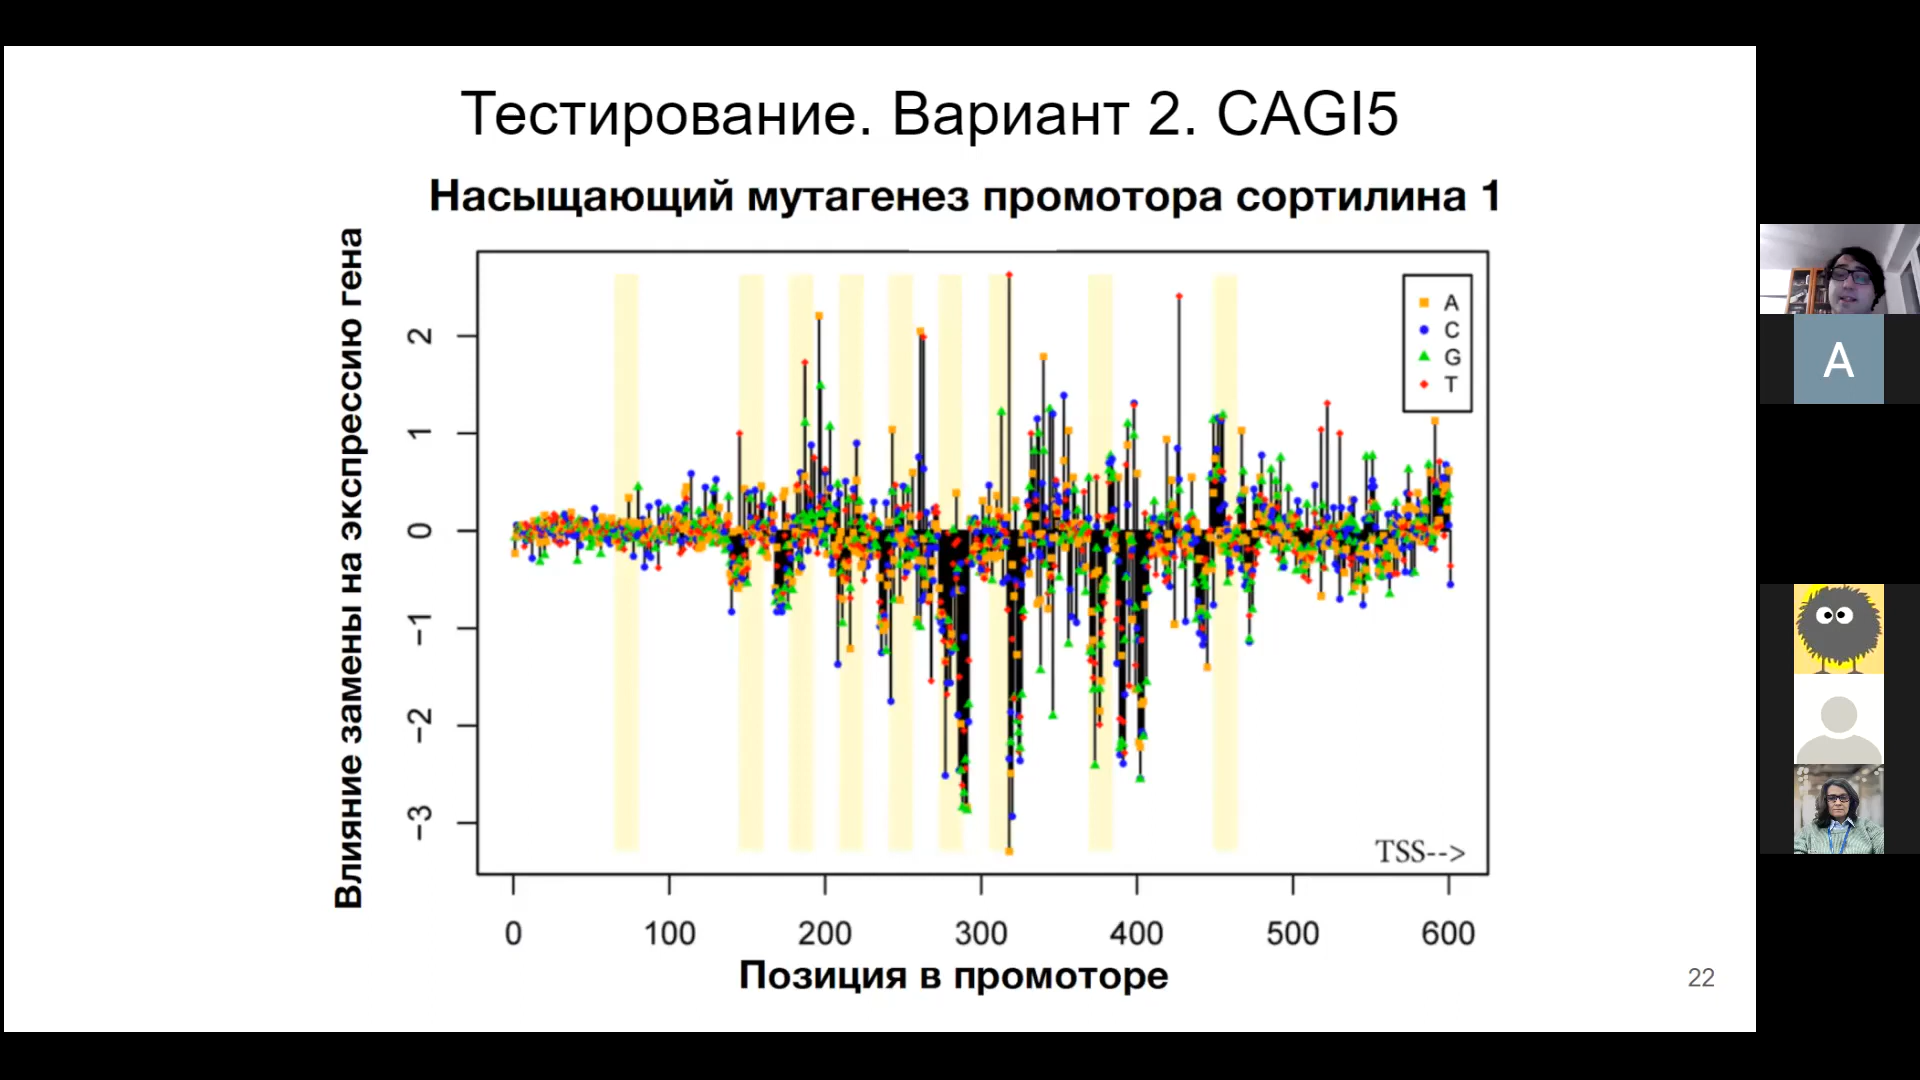 Тестирование. Вариант 2. CAGI5
Насыщающий мутагенез промотора сортилина 1
Влияние замены на экспрессию гена
2
1
0
−1
−2
−3
A
C
G
T
TSS-->
0 100 200 300 400 500 600
Позиция в промоторе
22
A